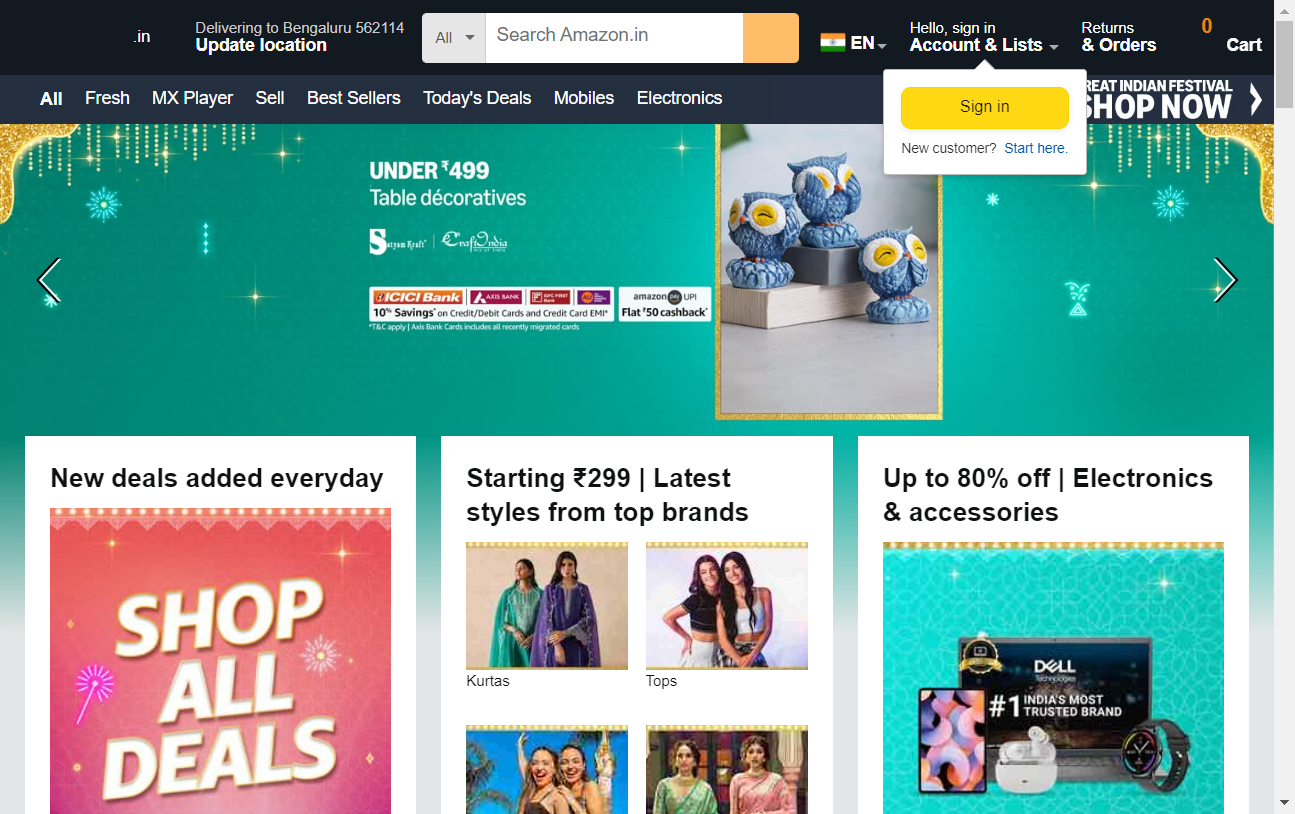 .in
Delivering to Bengaluru 562114
Update location
All
Search Amazon.in
EN
Hello, sign in
Account & Lists
Returns
& Orders
0
Cart
All
Fresh
MX Player
Sell
Best Sellers
Today's Deals
Mobiles
Electronics
REAT INDIAN FESTIVAL
SHOP NOW
Sign in
New customer? Start here.
UNDER ₹499
Table décoratives
Satyam Kraft
CraftIndia
ICICI Bank
AXIS BANK
IDFC FIRST
Bank
AU
10% Savings* on Credit/Debit Cards and Credit Card EMI*
amazon pay UPI
Flat ₹50 cashback*
*T&C apply | Axis Bank Cards includes all recently migrated cards
New deals added everyday
SHOP
ALL
DEALS
Starting ₹299 | Latest
styles from top brands
Kurtas
Tops
Up to 80% off | Electronics
& accessories
DELL
Technologies
#1 INDIA'S MOST
TRUSTED BRAND